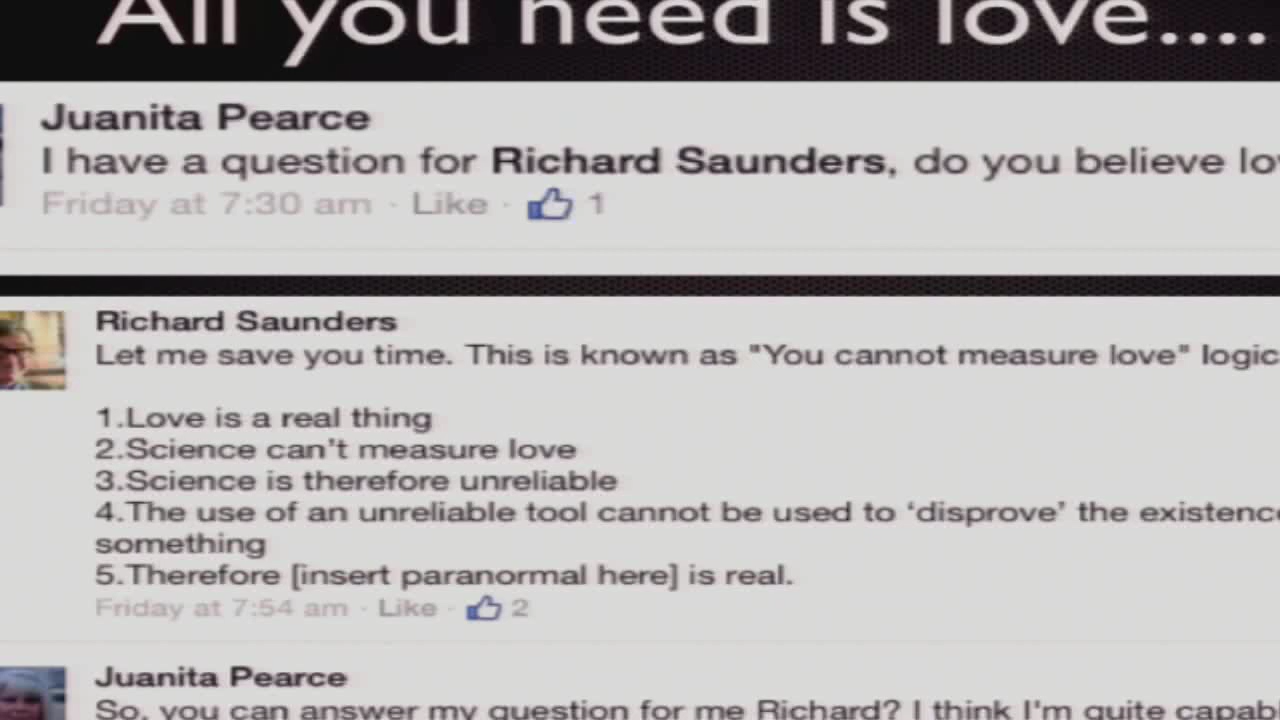 All you need is love....
Juanita Pearce
I have a question for Richard Saunders, do you believe
Friday at 7:30 am · Like · 1
Richard Saunders
Let me save you time. This is known as "You cannot measure love" logic
1.Love is a real thing
2.Science can't measure love
3.Science is therefore unreliable
4.The use of an unreliable tool cannot be used to ‘disprove’ the
something
5.Therefore [insert paranormal here] is real.
Friday at 7:54 am · Like · 2
Juanita Pearce
So, you can answer my question for me Richard? I think I'm quite